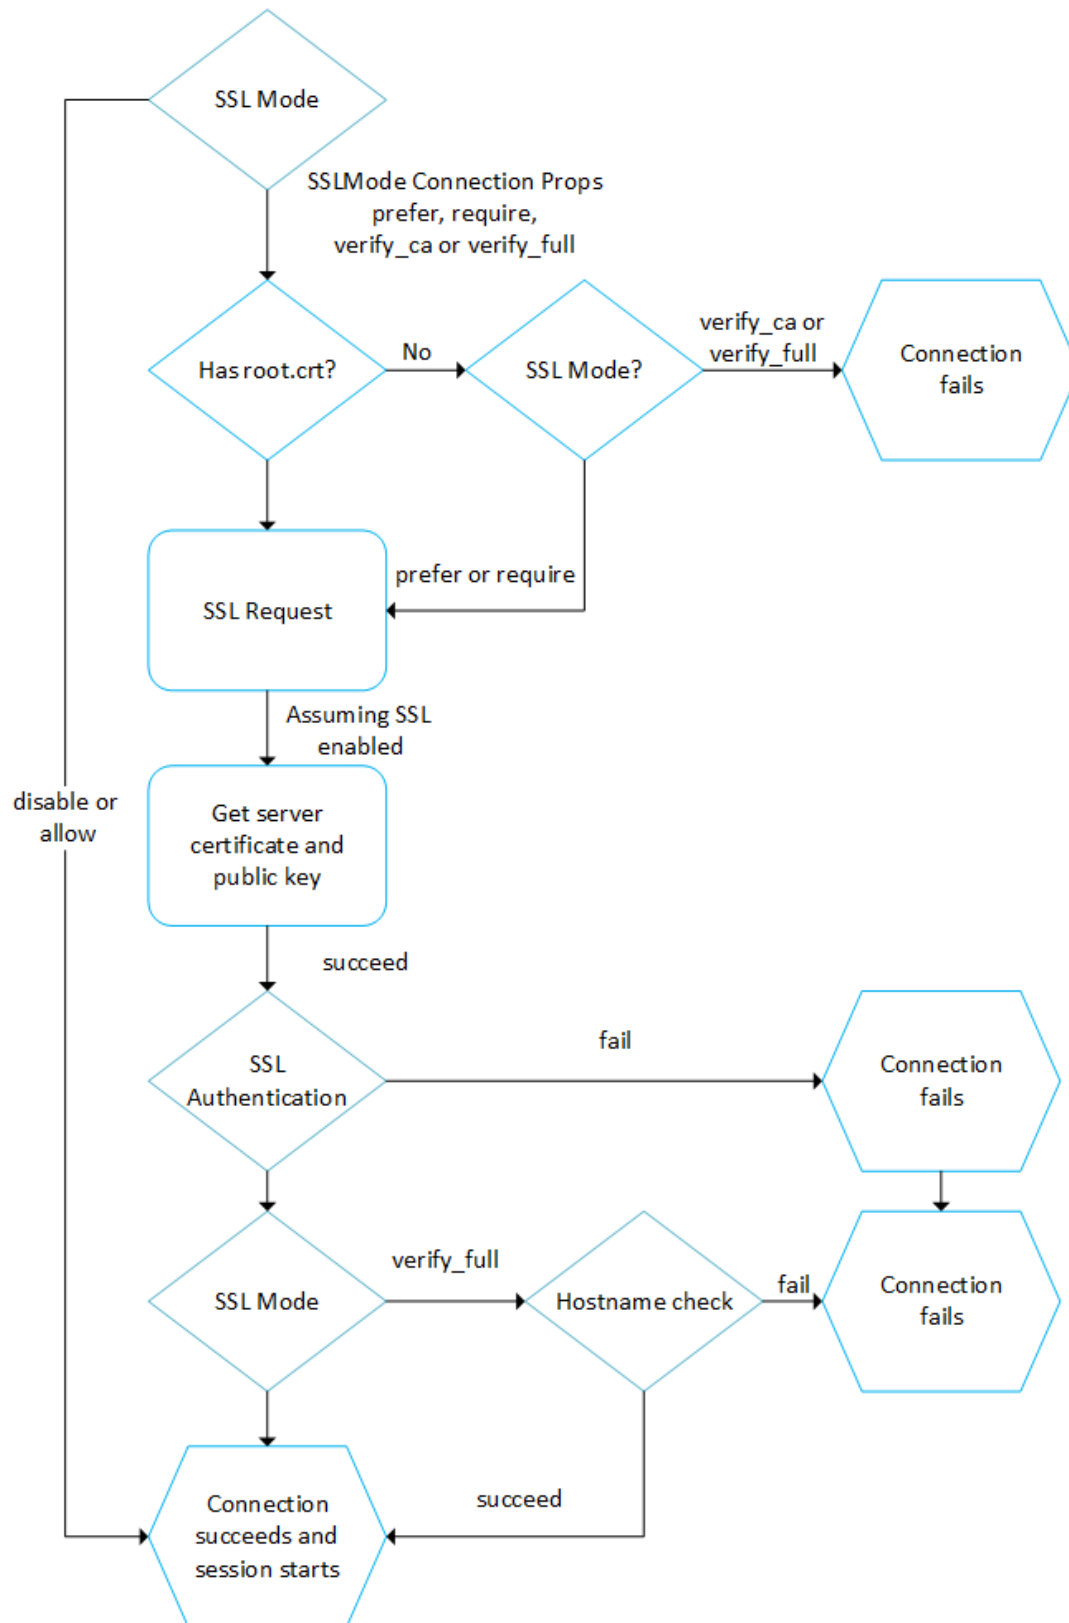 SSL Mode
SSLMode Connection Props
prefer, require,
verify_ca or verify_full
Has root.crt?
No
SSL Mode?
verify_ca or
verify_full
Connection
fails
prefer or require
SSL Request
Assuming SSL
enabled
disable or
allow
Get server
certificate and
public key
succeed
SSL
Authentication
fail
Connection
fails
SSL Mode
verify_full
Hostname check
fail
Connection
fails
succeed
Connection
succeeds and
session starts